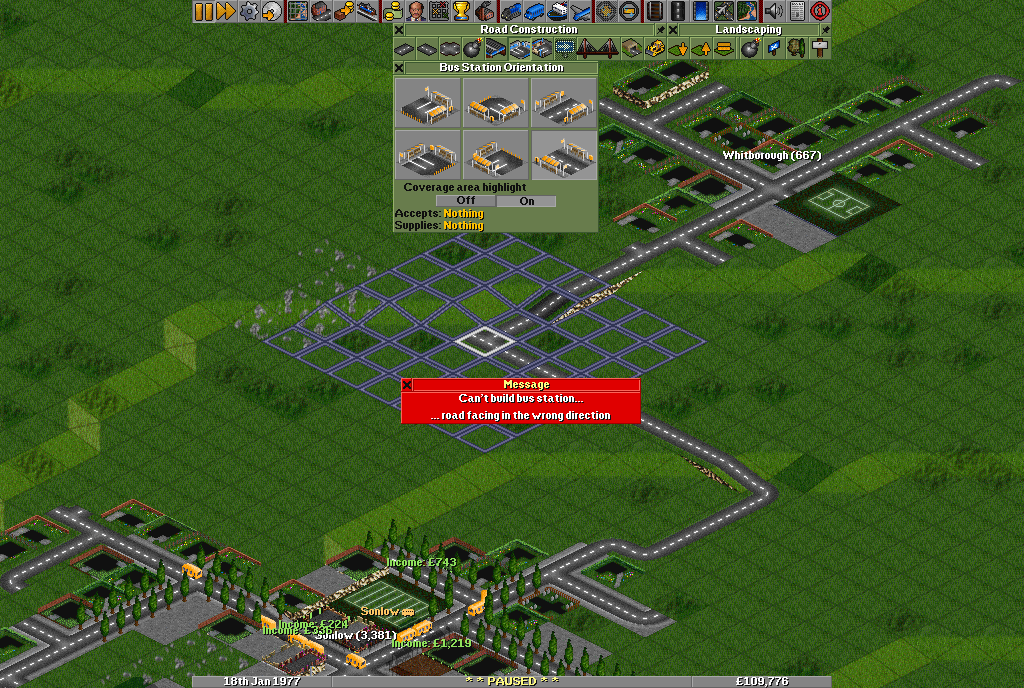 Road Construction
Landscaping
Bus Station Orientation
Whitborough (667)
Coverage area highlight
Off
On
Accepts: Nothing
Supplies: Nothing
Message
Can't build bus station...
... road facing in the wrong direction
Income: £743
Sonlow
Income: £224
Income:
Sonlow (3,381)
Income: £1,219
18th Jan 1977
* * PAUSED * *
£109,776